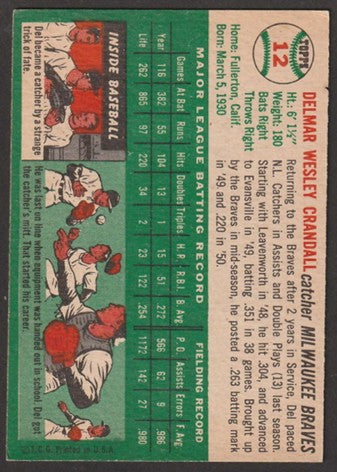 TOPPS
12
DELMAR WESLEY CRANDALL catcher MILWAUKEE BRAVES
Ht.: 6' 1½"
Weight: 180
Bats Right
Throws Right
Home: Fullerton, Calif.
Born: March 5, 1930
Returning to the Braves after 2 years in Service, Del paced
N.L. Catchers in Assists and Double Plays (13) last season.
Starting with Leavenworth in '48, he hit .304, and advanced
to Evansville in '49, batting .351 in 38 games. Brought up
by the Braves in mid-season, he posted a .263 batting mark
in '49 and .220 in '50.
MAJOR LEAGUE BATTING RECORD FIELDING RECORD
Games At Bat Runs Hits Doubles Triples H.R. R.B.I. B. Avg. P.O. Assists Errors F. Avg.
Year 116 382 55 104 13 1 15 51 .272 566 62 9 .986
Life 262 865 97 220 34 2 23 122 .254 1172 142 27 .980
INSIDE BASEBALL
Del became a catcher by a strange
trick of fate.
He was last on line when equipment was handed out in school. Del got
the catcher's mitt. That started his career.
T.C.G. Printed in U.S.A.